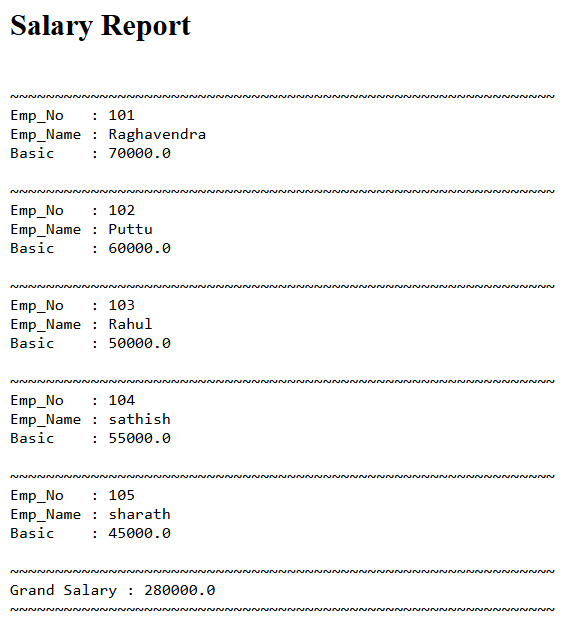 Salary Report
~~~~~~~~~~~~~~~~~~~~~~~~~~~~~~~~~~~~~~~~~~~~~~~~~~~~~~~~~~~~~
Emp_No   : 101
Emp_Name : Raghavendra
Basic    : 70000.0
~~~~~~~~~~~~~~~~~~~~~~~~~~~~~~~~~~~~~~~~~~~~~~~~~~~~~~~~~~~~~
Emp_No   : 102
Emp_Name : Puttu
Basic    : 60000.0
~~~~~~~~~~~~~~~~~~~~~~~~~~~~~~~~~~~~~~~~~~~~~~~~~~~~~~~~~~~~~
Emp_No   : 103
Emp_Name : Rahul
Basic    : 50000.0
~~~~~~~~~~~~~~~~~~~~~~~~~~~~~~~~~~~~~~~~~~~~~~~~~~~~~~~~~~~~~
Emp_No   : 104
Emp_Name : sathish
Basic    : 55000.0
~~~~~~~~~~~~~~~~~~~~~~~~~~~~~~~~~~~~~~~~~~~~~~~~~~~~~~~~~~~~~
Emp_No   : 105
Emp_Name : sharath
Basic    : 45000.0
~~~~~~~~~~~~~~~~~~~~~~~~~~~~~~~~~~~~~~~~~~~~~~~~~~~~~~~~~~~~~
Grand Salary : 280000.0
~~~~~~~~~~~~~~~~~~~~~~~~~~~~~~~~~~~~~~~~~~~~~~~~~~~~~~~~~~~~~